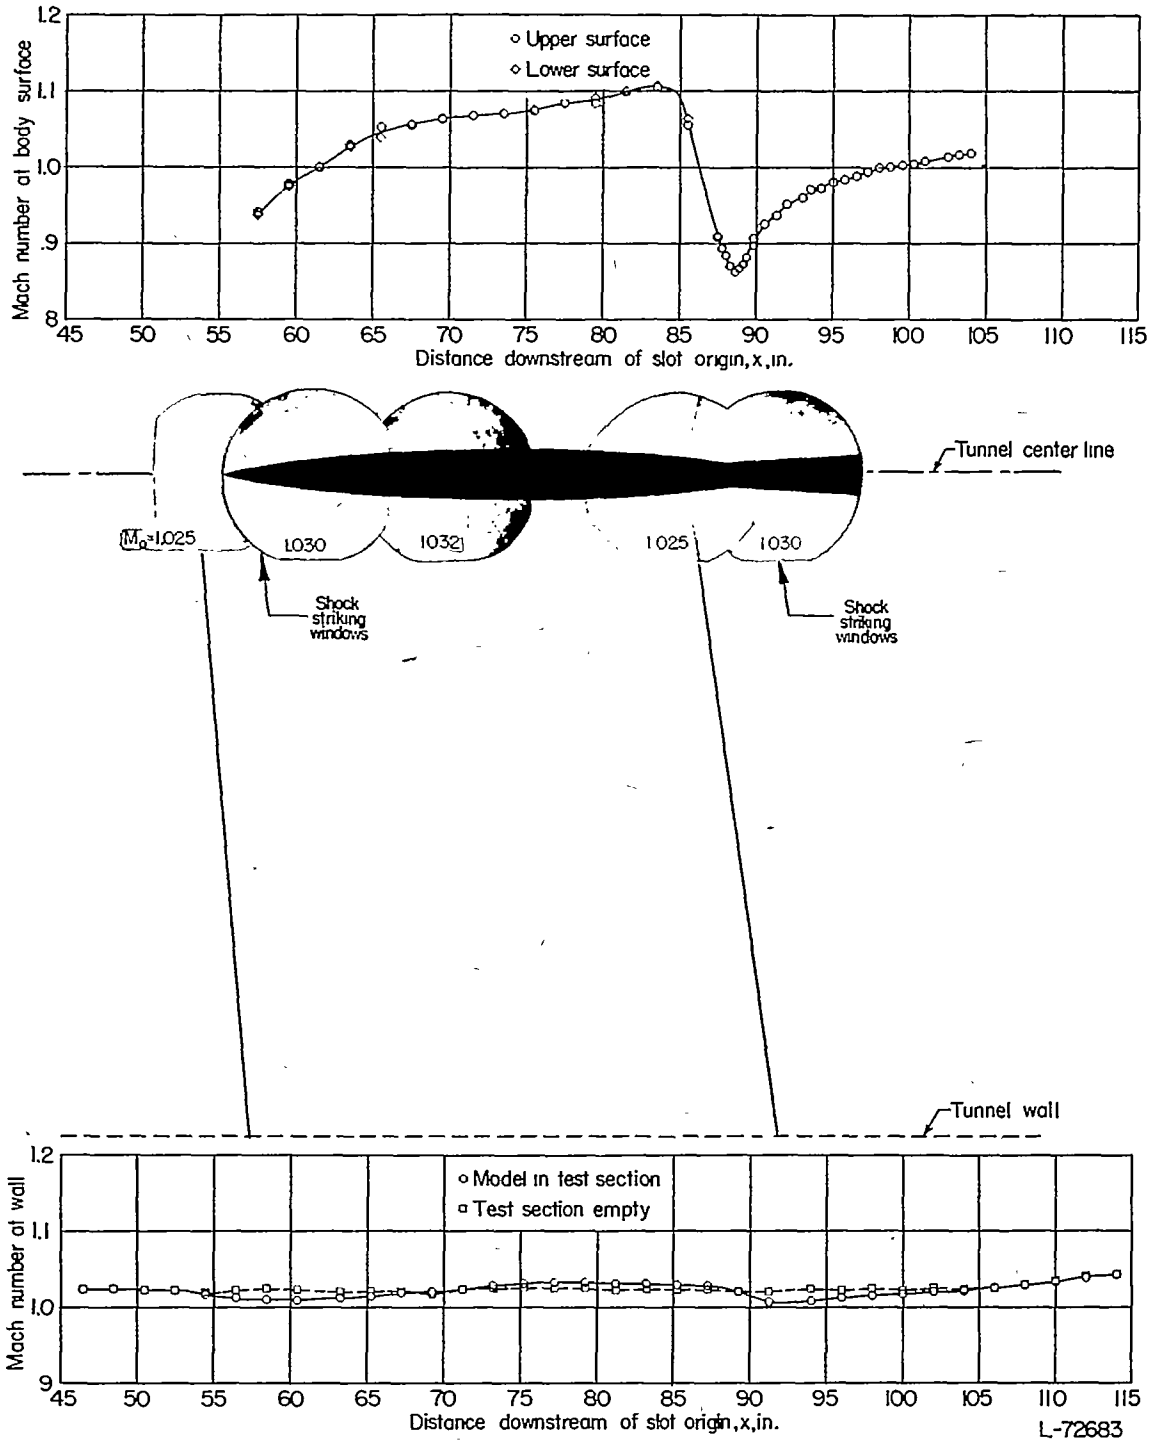 1.2
1.1
1.0
.9
.8
Mach number at body surface
○ Upper surface
◇ Lower surface
45 50 55 60 65 70 75 80 85 90 95 100 105 110 115
Distance downstream of slot origin, x, in.
Tunnel center line
M₀=1.025
1.030
1.032
1.025
1.030
Shock
striking
windows
Shock
striking
windows
Tunnel wall
1.2
1.1
1.0
.9
Mach number at wall
○ Model in test section
□ Test section empty
45 50 55 60 65 70 75 80 85 90 95 100 105 110 115
Distance downstream of slot origin, x, in.
L-72683